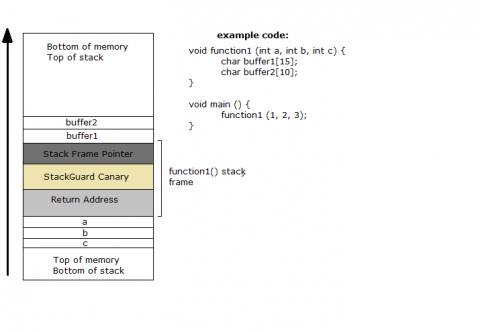 Bottom of memory
Top of stack
buffer2
buffer1
Stack Frame Pointer
StackGuard Canary
Return Address
a
b
c
Top of memory
Bottom of stack
function1() stack
frame
example code:
void function1 (int a, int b, int c) {
char buffer1[15];
char buffer2[10];
}
void main () {
function1 (1, 2, 3);
}